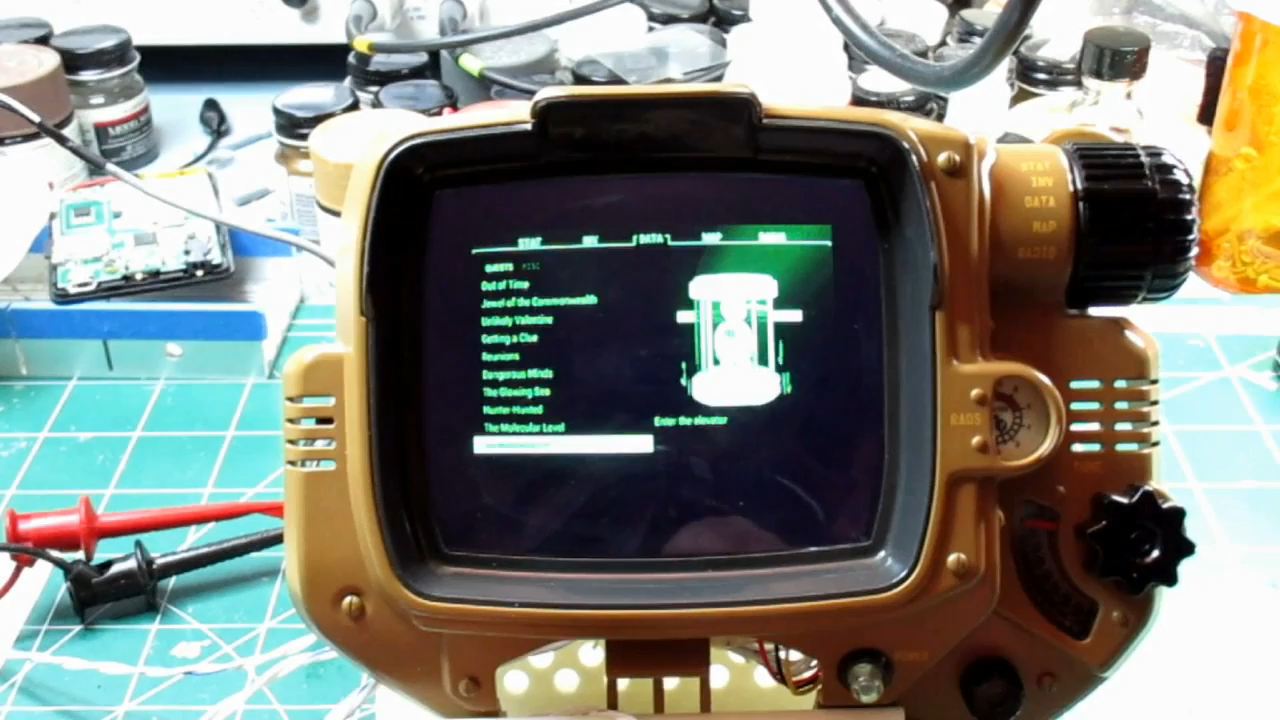 STAT INV DATA MAP RADIO
QUESTS MISC
Out of Time
Jewel of the Commonwealth
Unlikely Valentine
Getting a Clue
Reunions
Dangerous Minds
The Glowing Sea
Hunter-Hunted
The Molecular Level
Enter the elevator
STAT
INV
DATA
MAP
RADIO
RADS
POWER